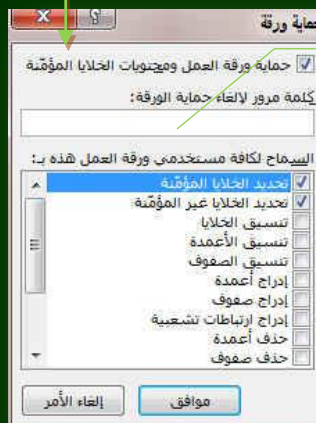 حماية ورقة
حماية ورقة العمل ومحتويات الخلايا المؤمّنة
كلمة مرور لإلغاء حماية الورقة:
السماح لكافة مستخدمي ورقة العمل هذه بـ:
تحديد الخلايا المؤمّنة
تحديد الخلايا غير المؤمّنة
تنسيق الخلايا
تنسيق الأعمدة
تنسيق الصفوف
إدراج أعمدة
إدراج صفوف
إدراج ارتباطات تشعبية
حذف أعمدة
حذف صفوف
موافق
إلغاء الأمر